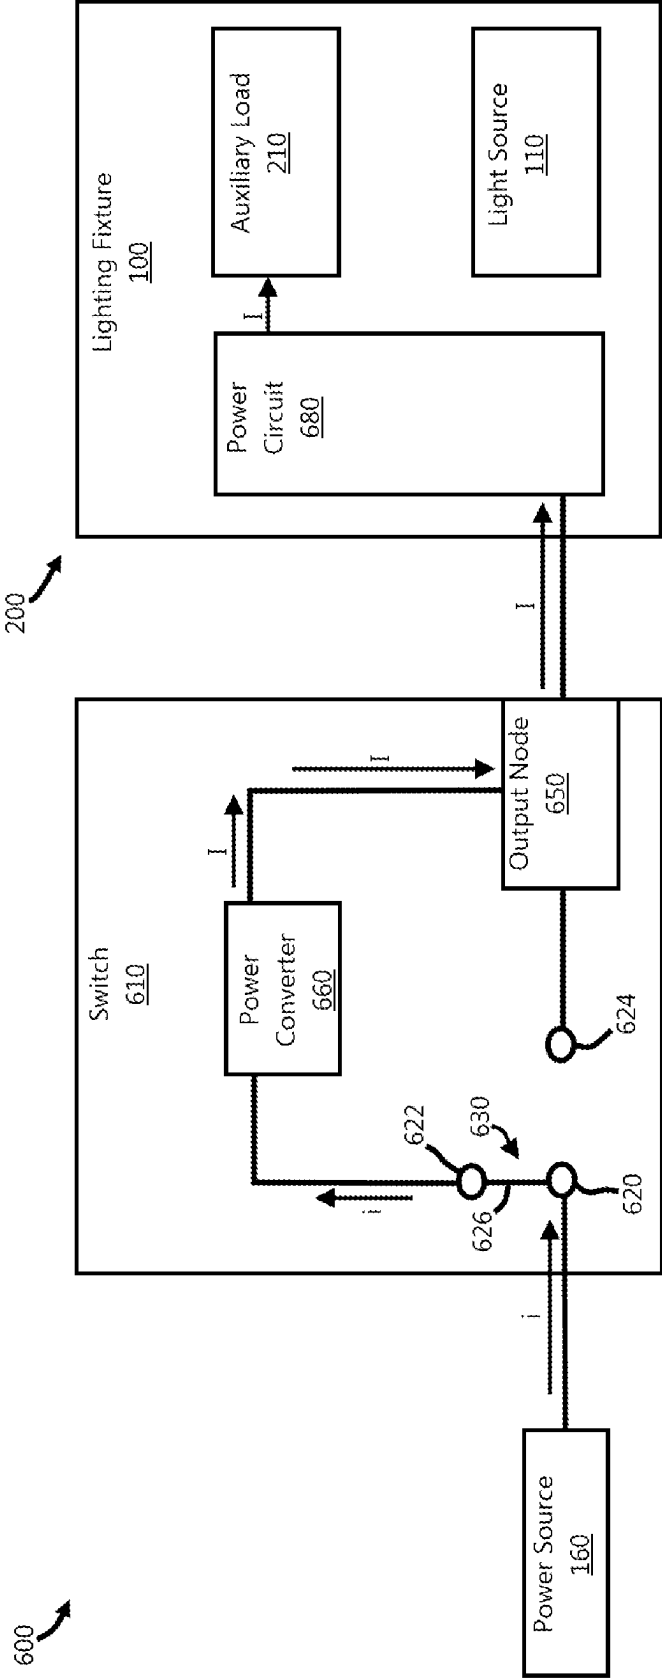 600
200
Power Source
160
Switch
610
Power
Converter
660
622
630
626
620
624
Output Node
650
i
i
I
I
I
Lighting Fixture
100
Power
Circuit
680
I
Auxiliary Load
210
Light Source
110